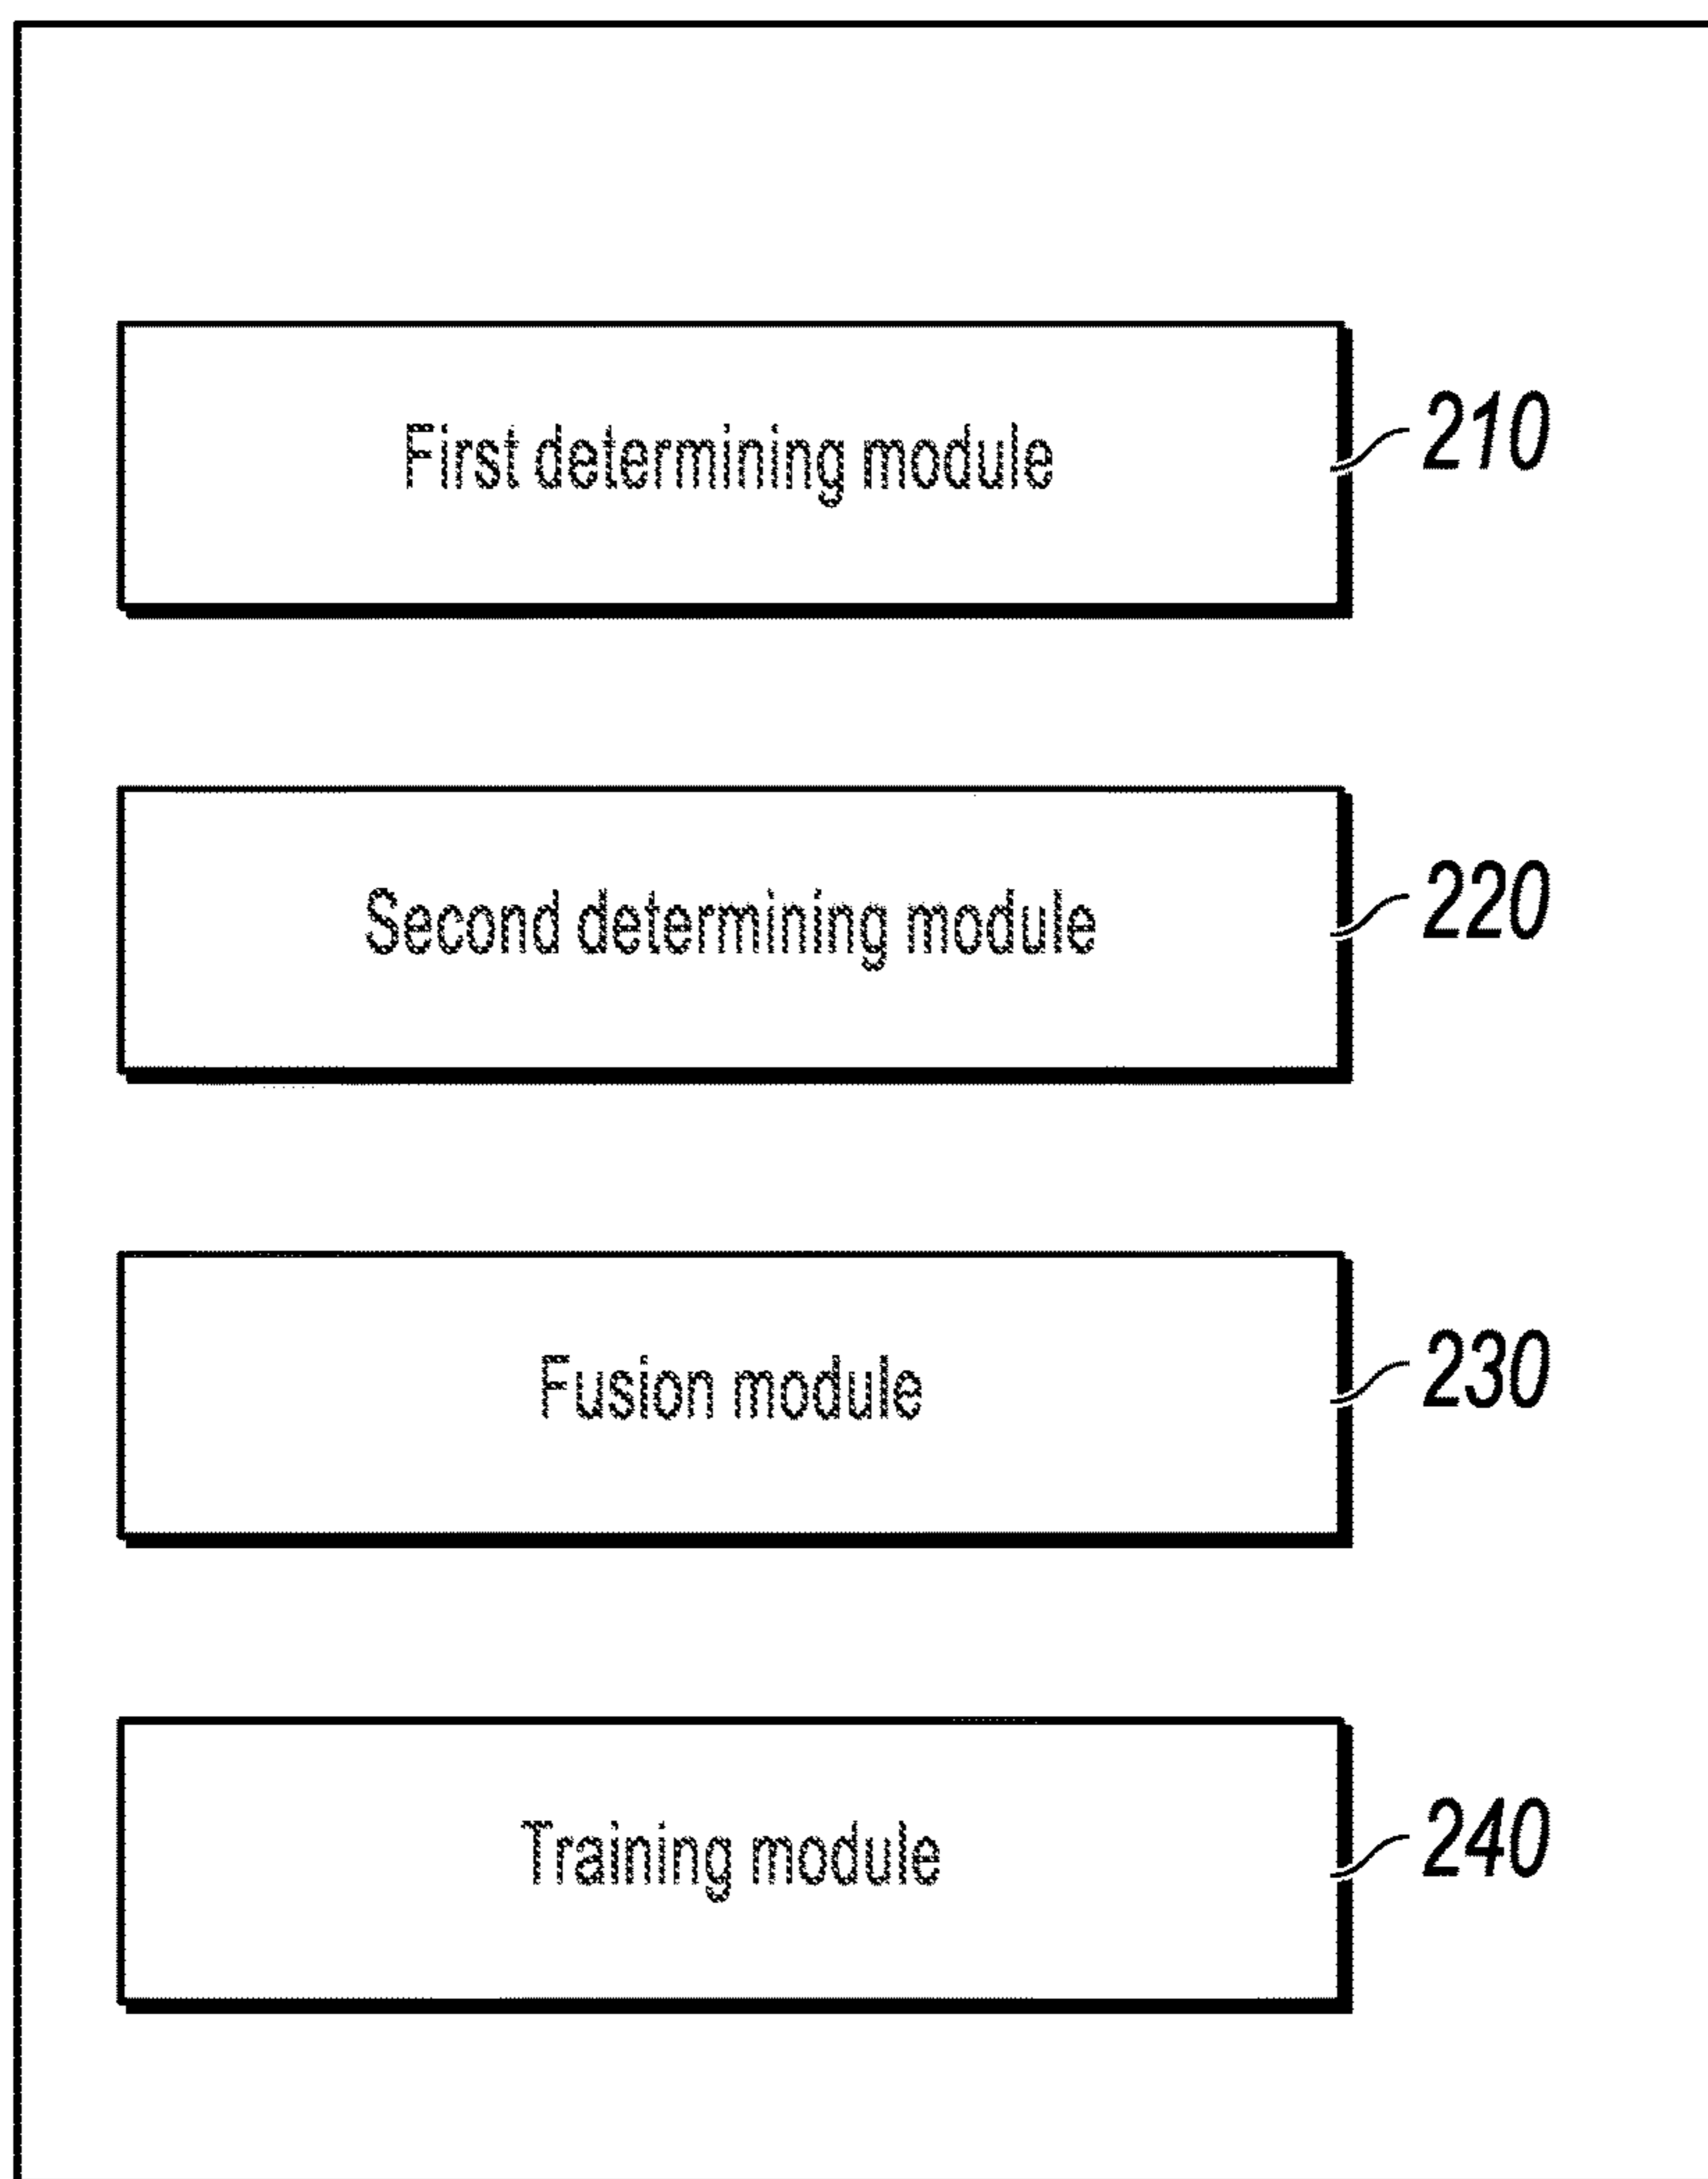 First determining module 210
Second determining module 220
Fusion module 230
Training module 240